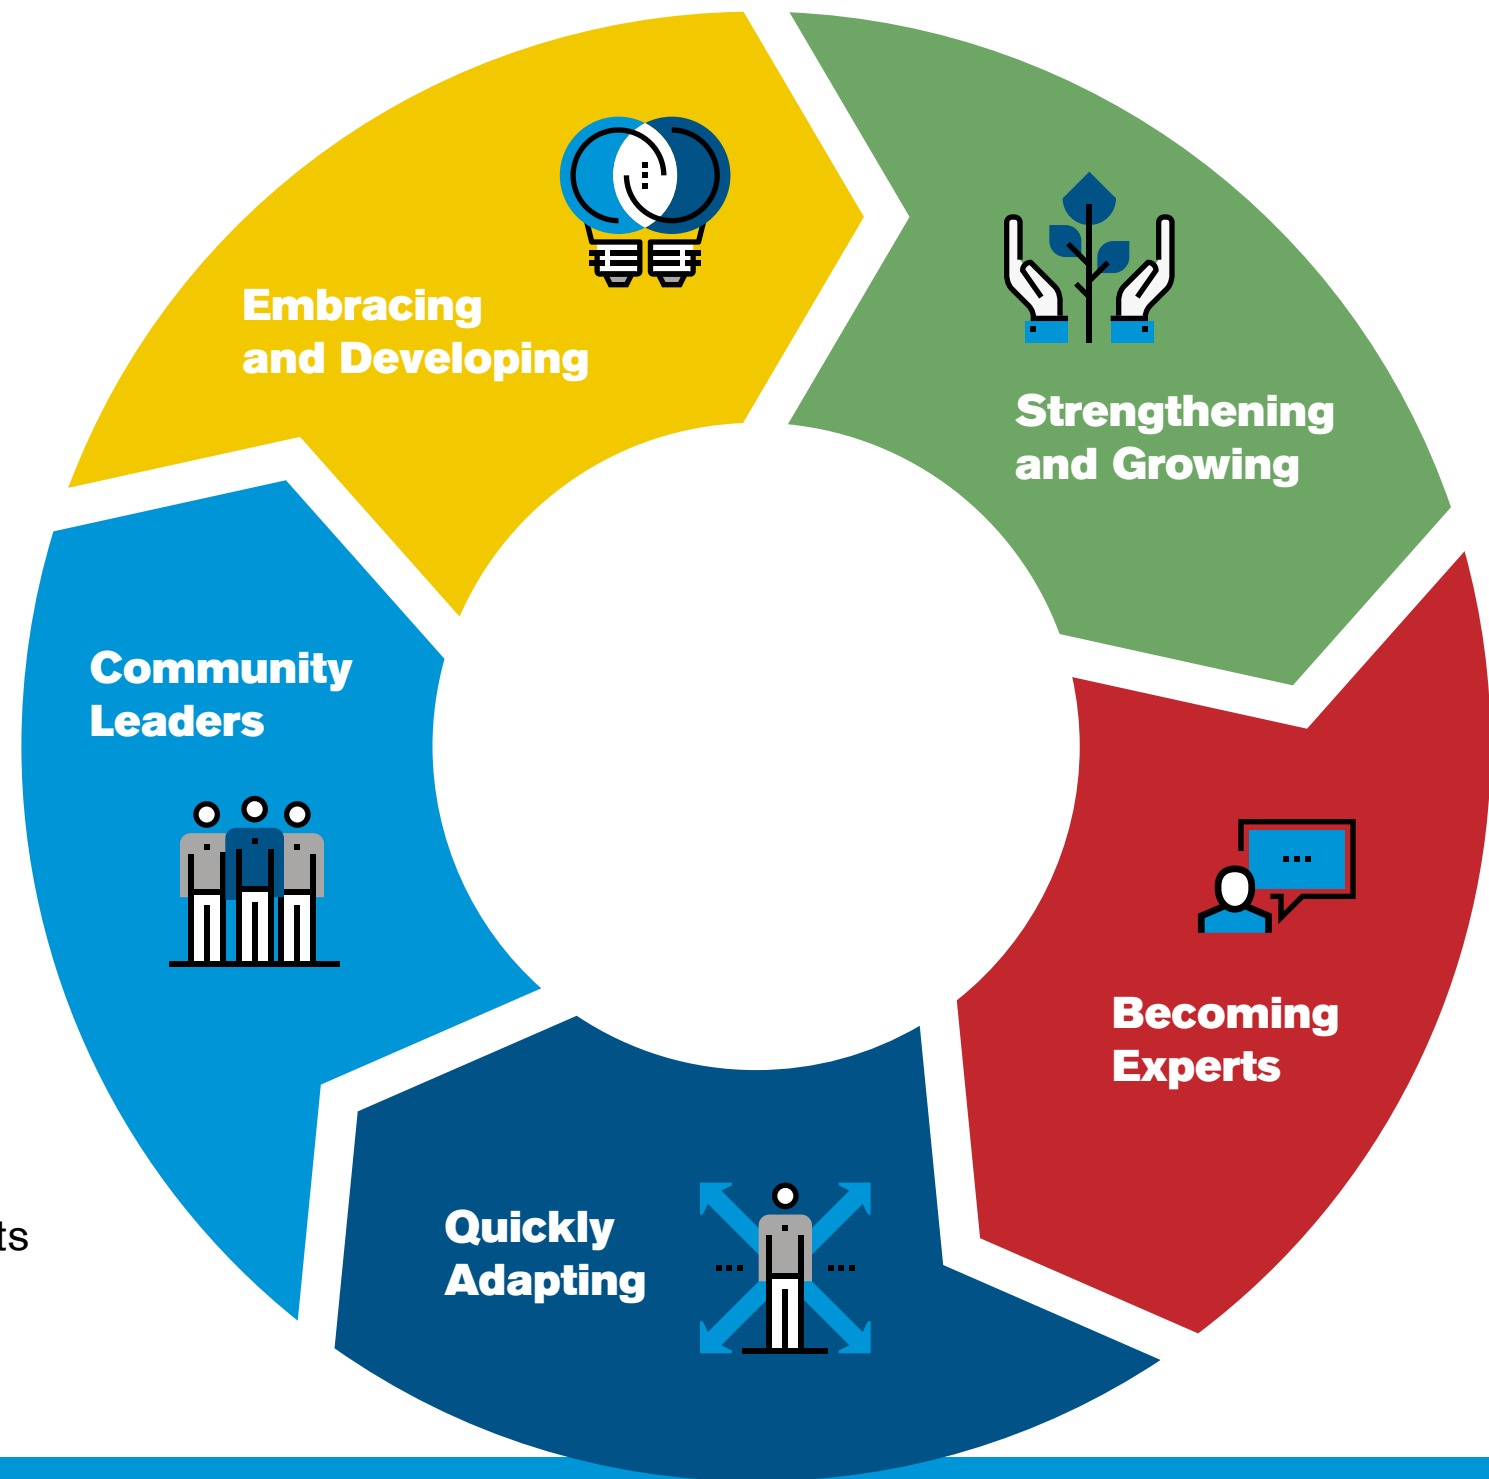 Embracing
and Developing
Strengthening
and Growing
Community
Leaders
Becoming
Experts
Quickly
Adapting